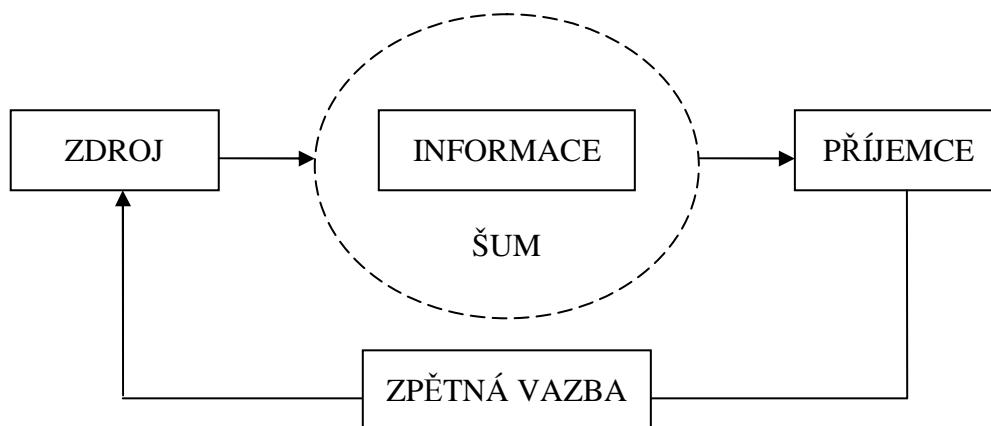 ZDROJ
INFORMACE
PŘÍJEMCE
ŠUM
ZPĚTNÁ VAZBA